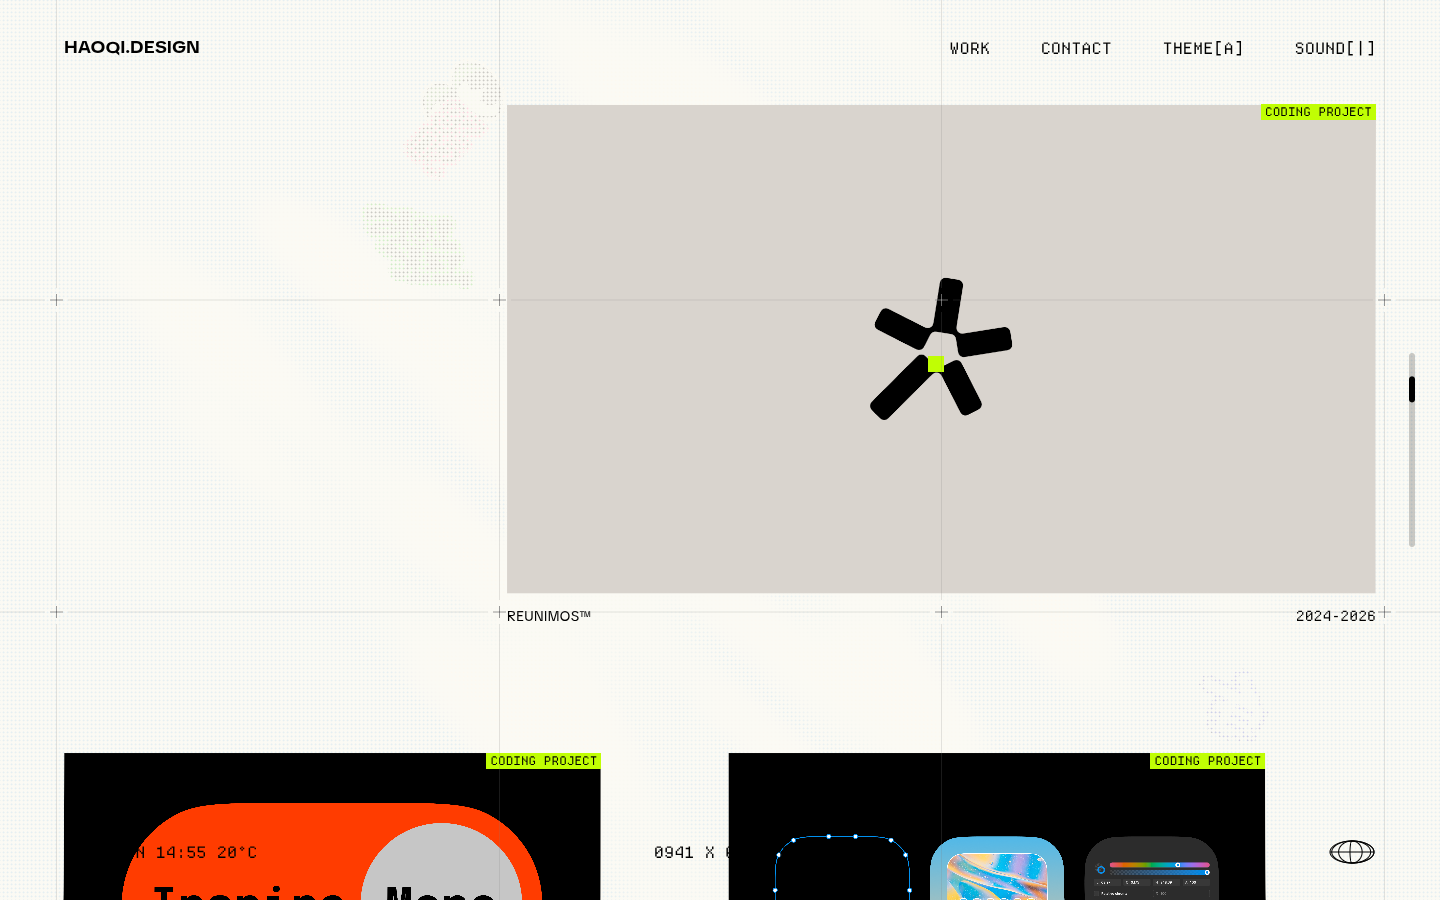 HAOQI.DESIGN
WORK
CONTACT
THEME[A]
SOUND[|]
CODING PROJECT
REUNIMOS™
2024-2026
CODING PROJECT
CODING PROJECT
14:55 20°C
0941 X
Mono